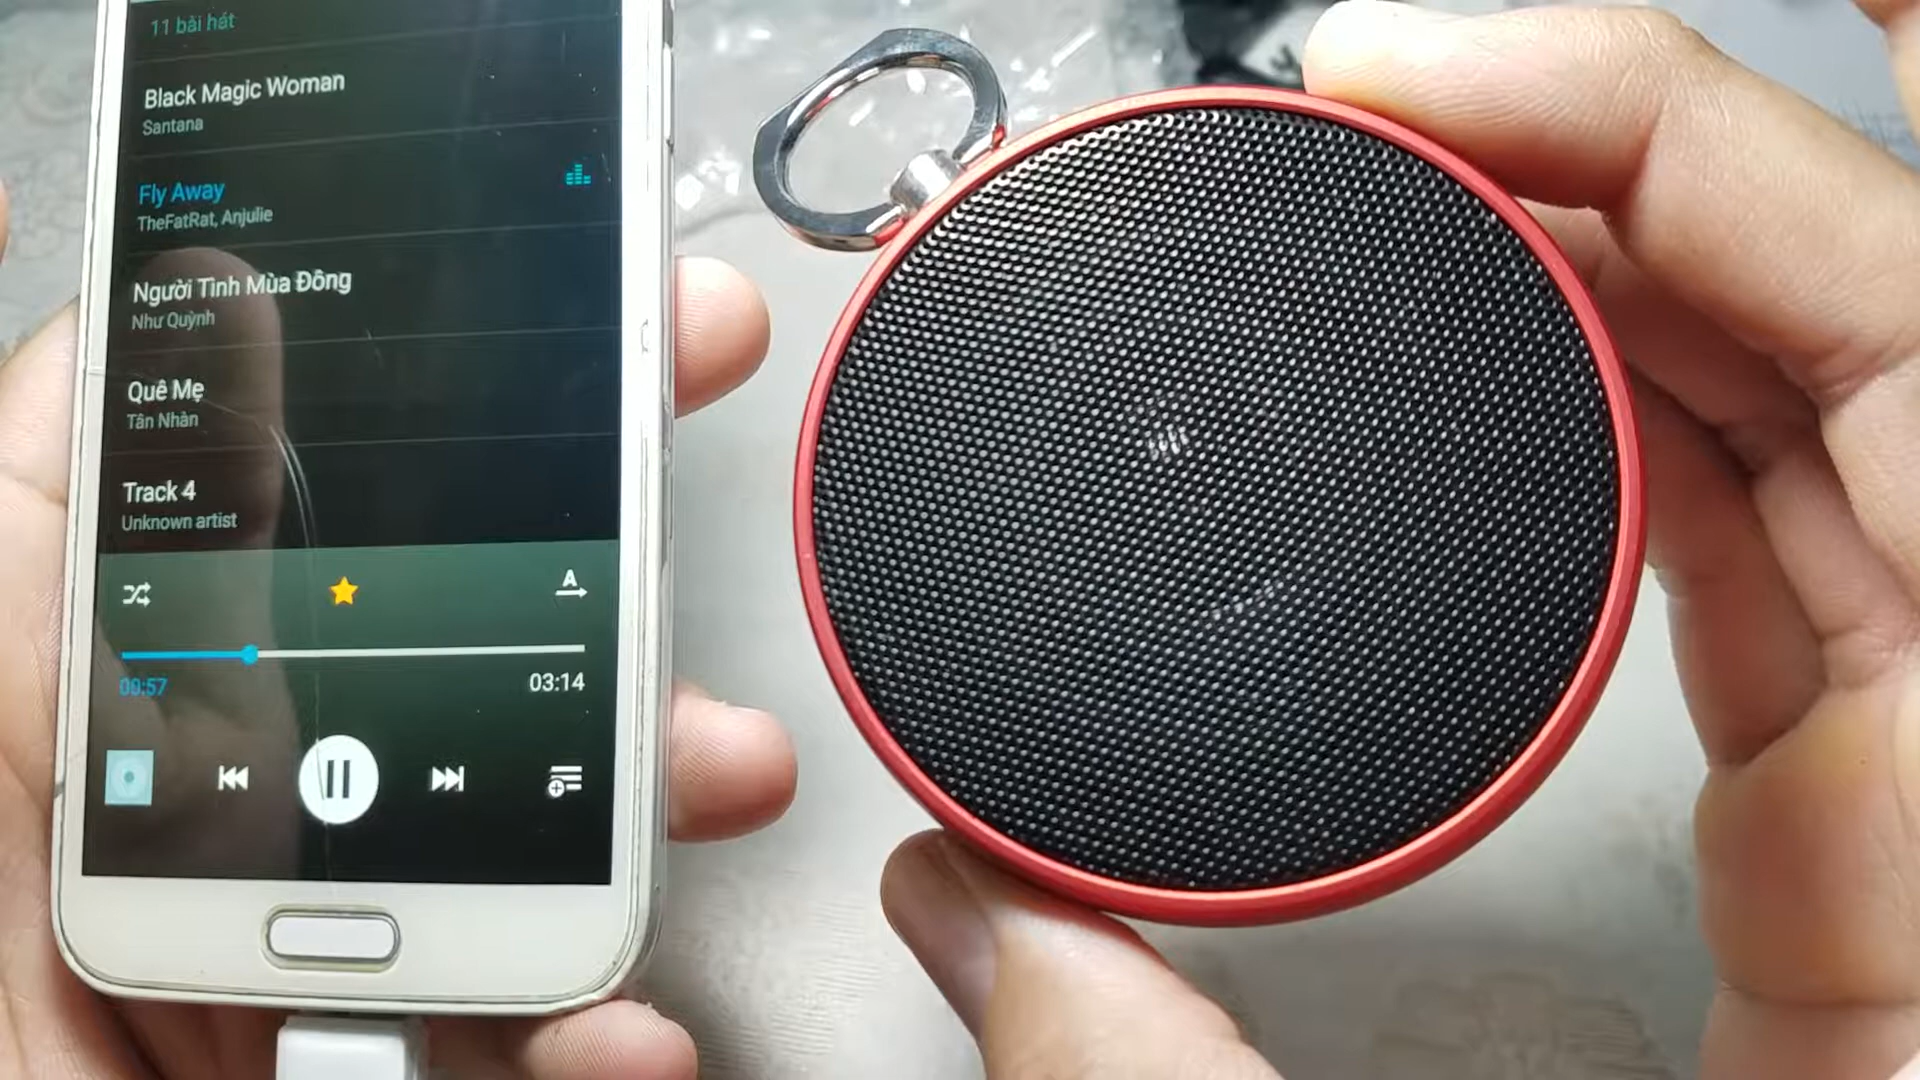 11 bài hát
Black Magic Woman
Santana
Fly Away
TheFatRat, Anjulie
Người Tình Mùa Đông
Như Quỳnh
Quê Mẹ
Tân Nhàn
Track 4
Unknown artist
A
00:57
03:14